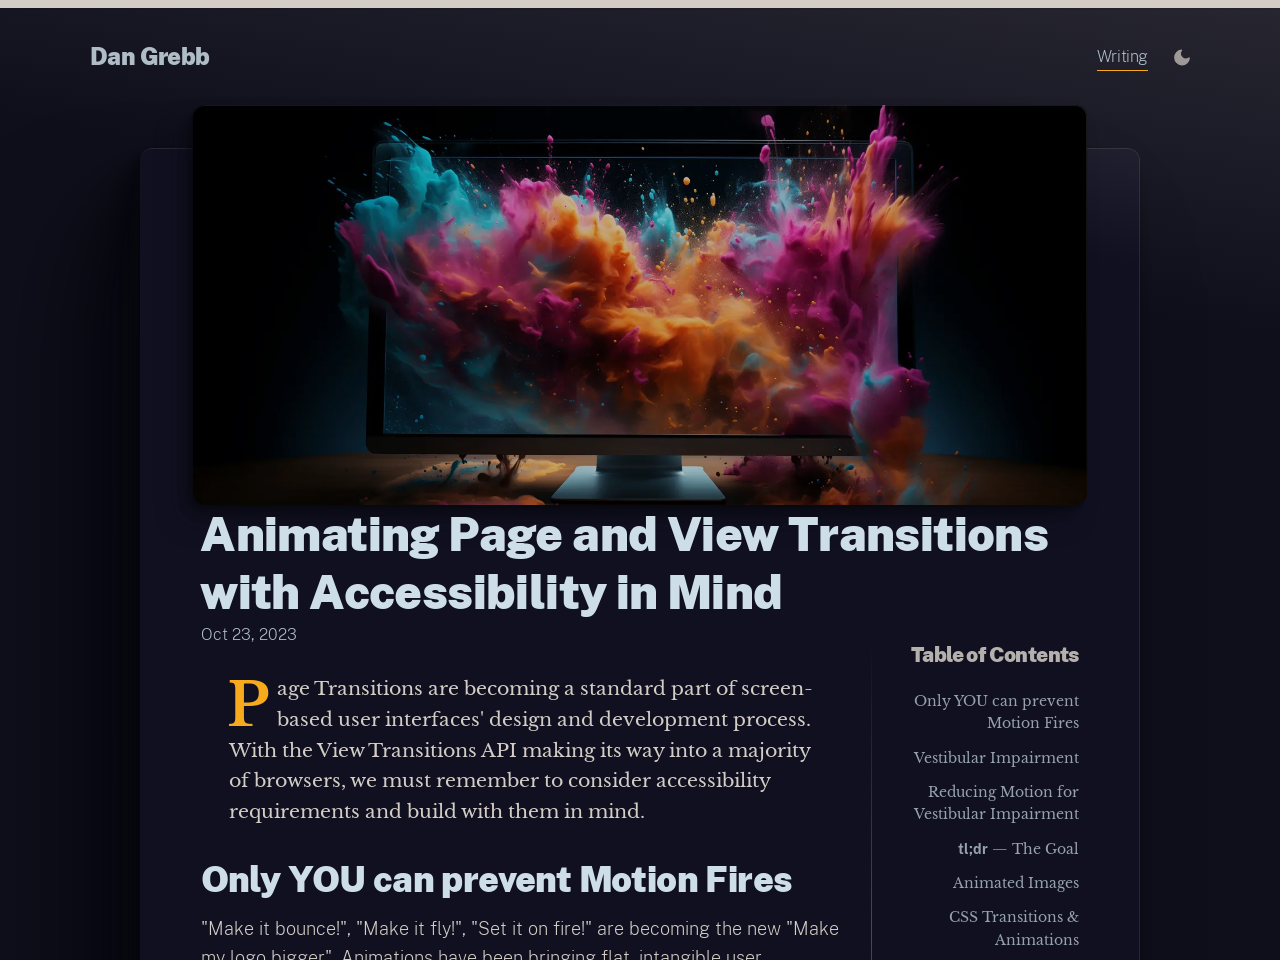 Dan Grebb
Writing
Animating Page and View Transitions
with Accessibility in Mind
Oct 23, 2023
Page Transitions are becoming a standard part of screen-
based user interfaces' design and development process.
With the View Transitions API making its way into a majority
of browsers, we must remember to consider accessibility
requirements and build with them in mind.
Only YOU can prevent Motion Fires
"Make it bounce!", "Make it fly!", "Set it on fire!" are becoming the new "Make
my logo bigger". Animations have been bringing flat, intangible user
Table of Contents
Only YOU can prevent
Motion Fires
Vestibular Impairment
Reducing Motion for
Vestibular Impairment
tl;dr — The Goal
Animated Images
CSS Transitions &
Animations